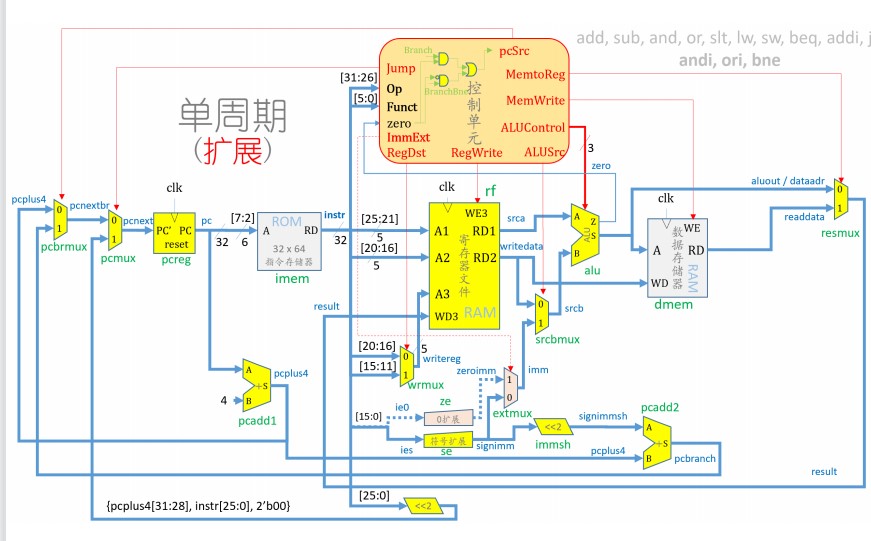 add, sub, and, or, slt, lw, sw, beq, addi, j
andi, ori, bne
单周期
(扩展)
[31:26]
[5:0]
Branch
pcSrc
Jump
Op
Funct
zero
BranchBne
控制单元
ImmExt
RegDst
RegWrite
MemtoReg
MemWrite
ALUControl
ALUSrc
3
zero
pcplus4
0
1
pcbrmux
pcnextbr
0
1
pcmux
pcnext
clk
PC'
PC
reset
pcreg
pc
32
[7:2]
6
ROM
A
RD
32 x 64
指令存储器
imem
instr
32
[25:21]
5
[20:16]
5
clk
rf
WE3
A1
RD1
A2
RD2
A3
WD3
寄存器文件
RAM
srca
writedata
A
B
Z
S
ALU
alu
0
1
srcbmux
srcb
aluout / dataadr
readdata
clk
WE
A
RD
WD
数据存储器
RAM
dmem
0
1
resmux
result
[20:16]
[15:11]
0
1
5
writereg
wrmux
zeroimm
ze
0扩展
ie0
[15:0]
ies
符号扩展
se
signimm
1
0
extmux
imm
<<2
immsh
signimmsh
pcadd2
A
+S
B
pcplus4
pcbranch
A
+S
B
4
pcplus4
pcadd1
result
[25:0]
<<2
{pcplus4[31:28], instr[25:0], 2’b00}